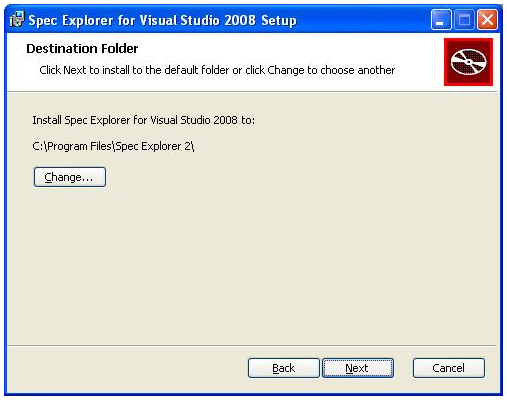 Spec Explorer for Visual Studio 2008 Setup
Destination Folder
Click Next to install to the default folder or click Change to choose another
Install Spec Explorer for Visual Studio 2008 to:
C:\Program Files\Spec Explorer 2\
Change...
Back Next Cancel